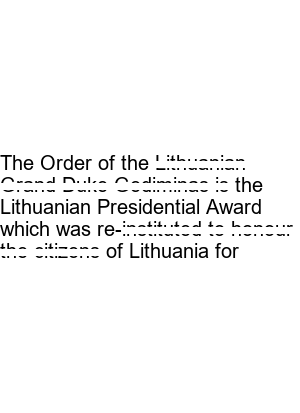 The Order of the Lithuanian
Grand Duke Gediminas is the
Lithuanian Presidential Award
which was re-instituted to honour
the citizens of Lithuania for